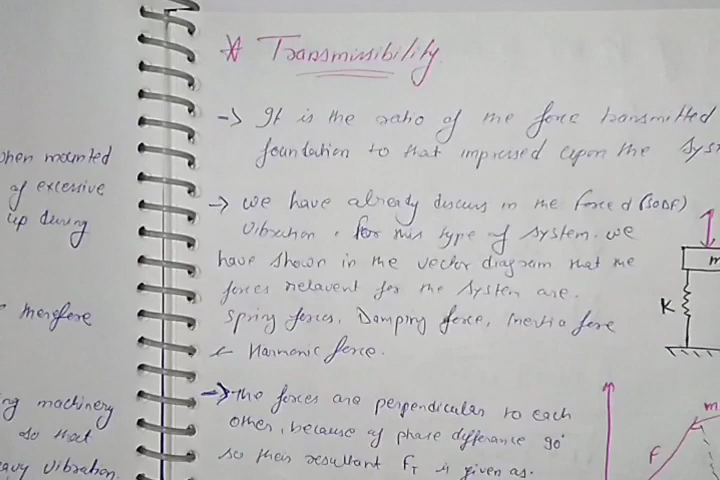 when mounted
of excessive
up during
therefore
ng machinery
so that
eavy vibration.
☆ Transmissibility
-> It is the ratio of the force transmitted
foundation to that impressed upon the Sys
-> we have already discuss in the forced (SODF)
vibration, for this type of system. we
have shown in the vector diagram that the
forces relavent for the system are.
Spring forces, Damping force, Inertia fore
& Harmonic force.
-> The forces are perpendicular to each
other, because of phase difference 90°
so their resultant FT is given as.
m
K
F
m